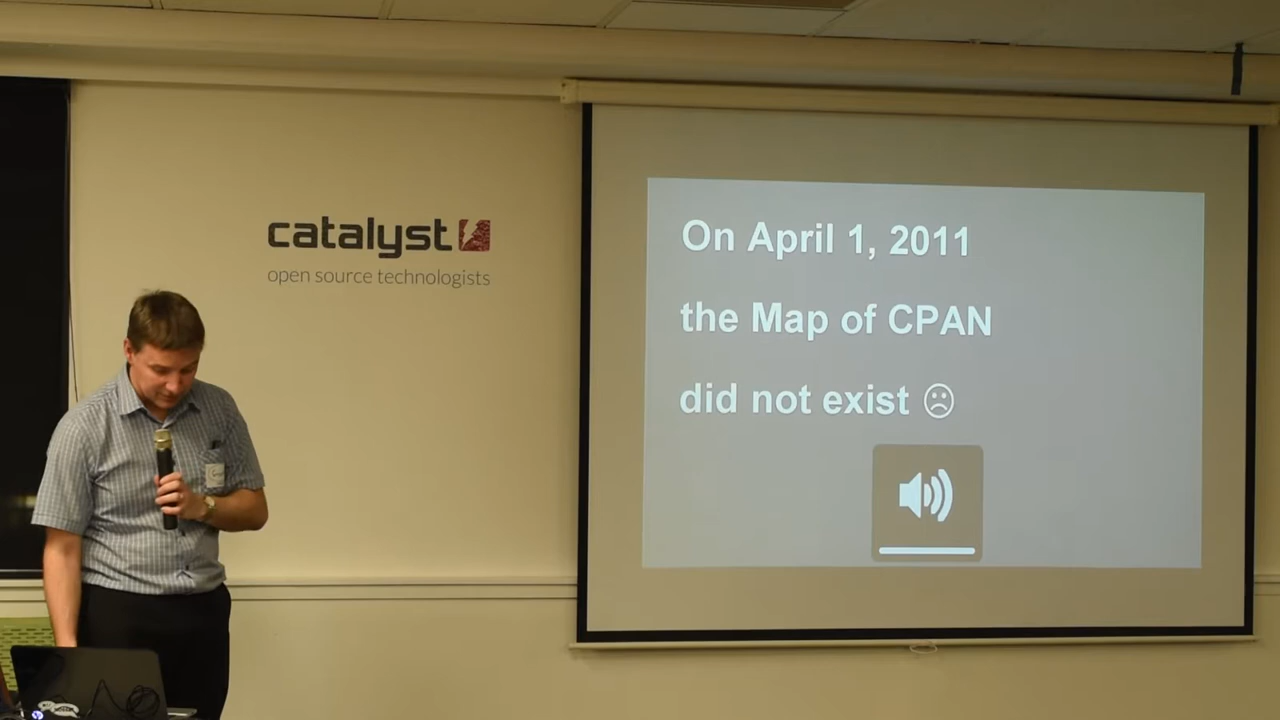 catalyst
open source technologists
On April 1, 2011
the Map of CPAN
did not exist ☹